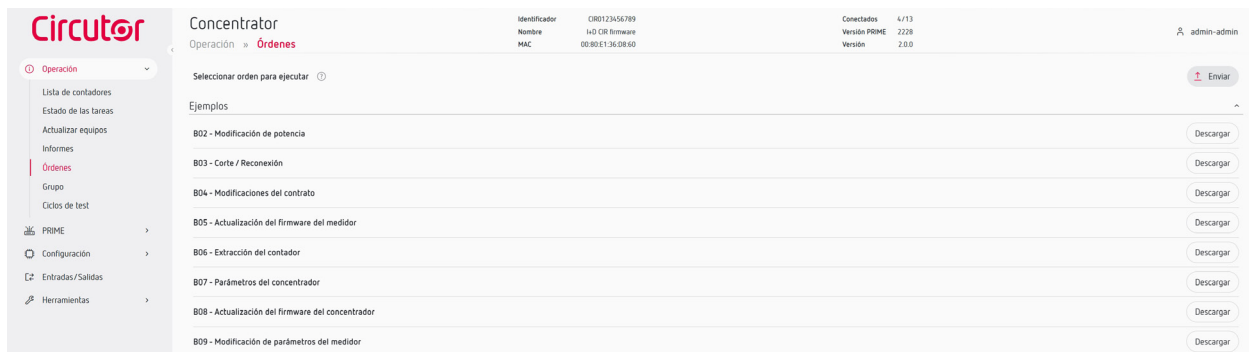 Circutor
Concentrator
Operación » Órdenes
Identificador CIR0123456789
Nombre I+D CIR firmware
MAC 00:80:E1:36:D8:60
Conectados 4/13
Versión PRIME 2228
Versión 2.0.0
admin-admin
Operación
Lista de contadores
Estado de las tareas
Actualizar equipos
Informes
Órdenes
Grupo
Ciclos de test
PRIME
Configuración
Entradas/Salidas
Herramientas
Seleccionar orden para ejecutar ?
Enviar
Ejemplos
B02 - Modificación de potencia Descargar
B03 - Corte / Reconexión Descargar
B04 - Modificaciones del contrato Descargar
B05 - Actualización del firmware del medidor Descargar
B06 - Extracción del contador Descargar
B07 - Parámetros del concentrador Descargar
B08 - Actualización del firmware del concentrador Descargar
B09 - Modificación de parámetros del medidor Descargar